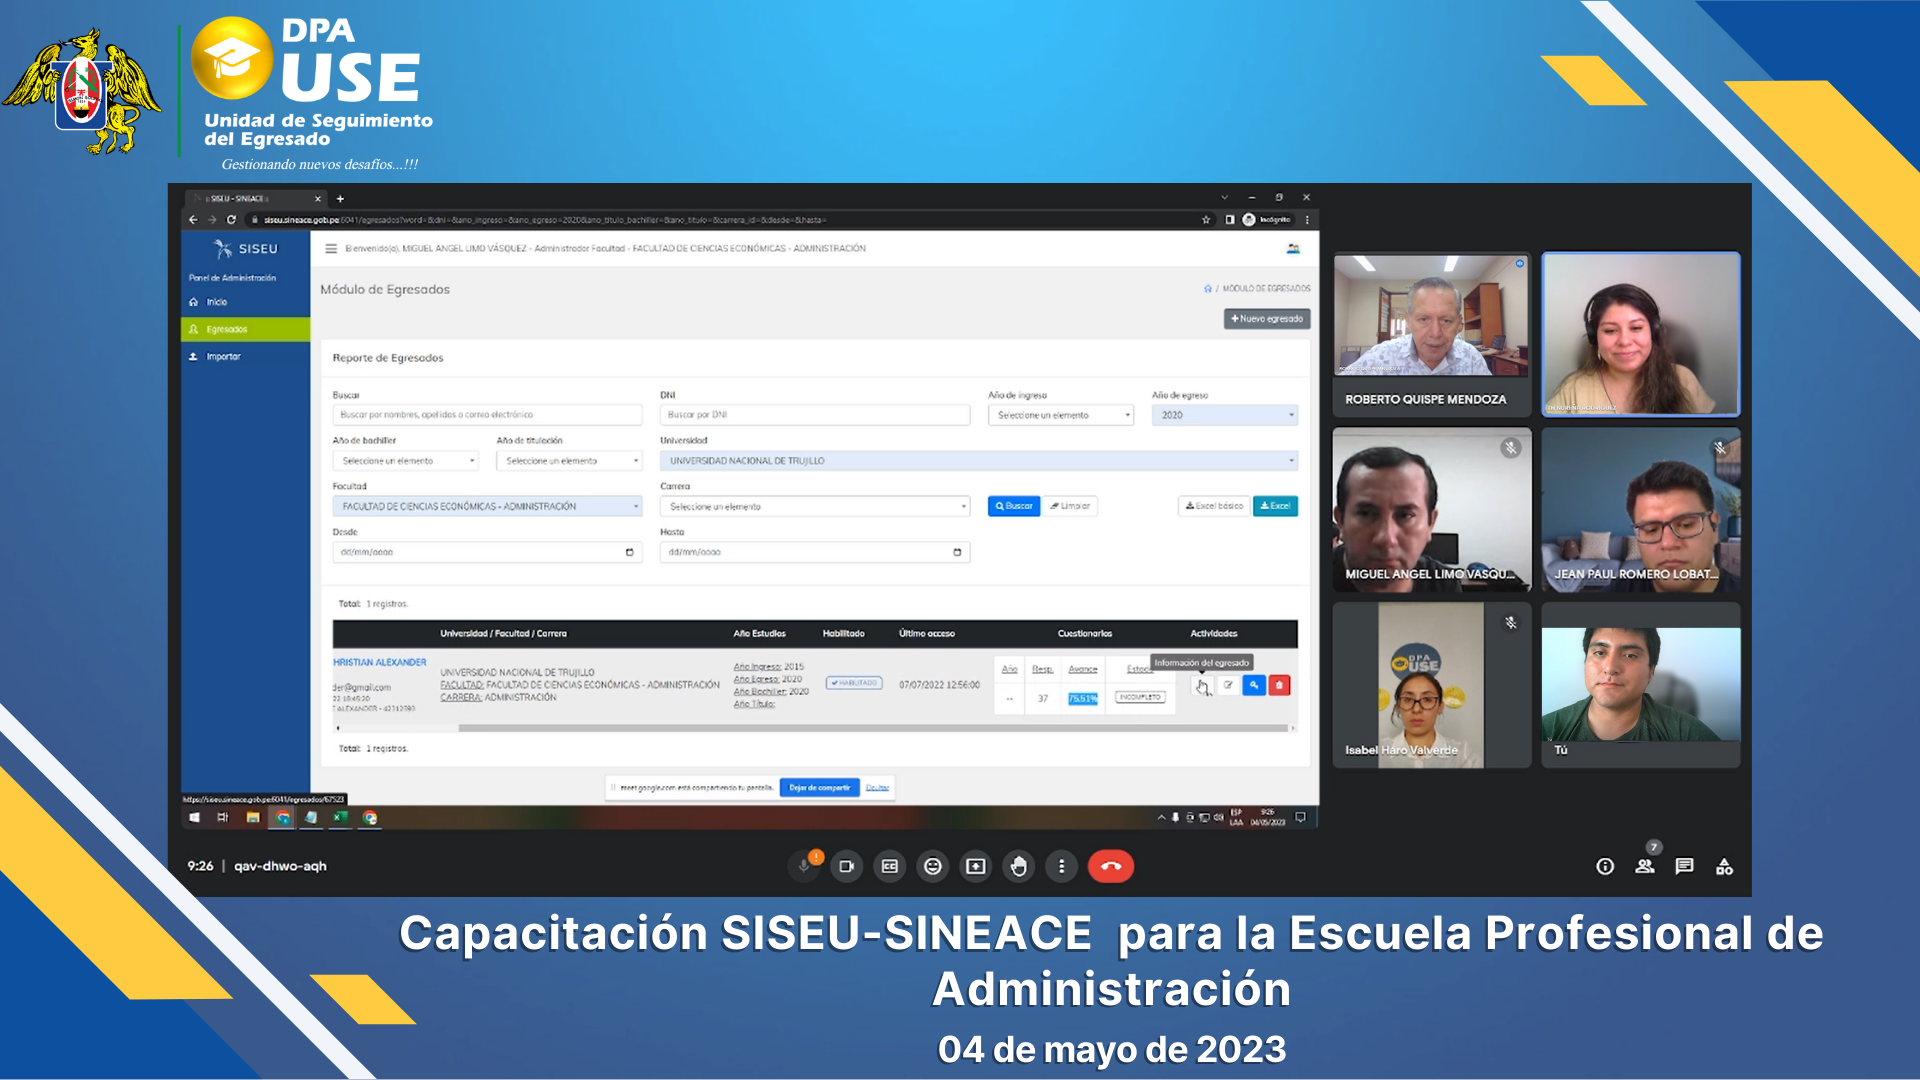 DPA
USE
Unidad de Seguimiento
del Egresado
Gestionando nuevos desafíos...!!!
:: SISEU - SINEACE ::
siseu.sineace.gob.pe:6041/egresados?word=&dni=&ano_ingreso=&ano_egreso=2020&ano_titulo_bachiller=&ano_titulo=&carrera_id=&desde=&hasta=
Incógnito
SISEU
Bienvenido(a), MIGUEL ANGEL LIMO VÁSQUEZ - Administrador Facultad - FACULTAD DE CIENCIAS ECONÓMICAS - ADMINISTRACIÓN
Panel de Administración
Inicio
Egresados
Importar
Módulo de Egresados
/ MÓDULO DE EGRESADOS
+ Nuevo egresado
Reporte de Egresados
Buscar
DNI
Año de ingreso
Año de egreso
Buscar por nombres, apellidos o correo electrónico
Buscar por DNI
Seleccione un elemento
2020
Año de bachiller
Año de titulación
Universidad
Seleccione un elemento
Seleccione un elemento
UNIVERSIDAD NACIONAL DE TRUJILLO
Facultad
Carrera
FACULTAD DE CIENCIAS ECONÓMICAS - ADMINISTRACIÓN
Seleccione un elemento
Buscar
Limpiar
Excel básico
Excel
Desde
Hasta
dd/mm/aaaa
dd/mm/aaaa
Total: 1 registros.
Universidad / Facultad / Carrera
Año Estudios
Habilitado
Último acceso
Cuestionarios
Actividades
HRISTIAN ALEXANDER
der@gmail.com
UNIVERSIDAD NACIONAL DE TRUJILLO
FACULTAD: FACULTAD DE CIENCIAS ECONÓMICAS - ADMINISTRACIÓN
CARRERA: ADMINISTRACIÓN
Año Ingreso: 2015
Año Egreso: 2020
Año Bachiller: 2020
Año Título:
HABILITADO
07/07/2022 12:56:00
Año
Resp.
Avance
Estado
--
37
75.51%
INCOMPLETO
Información del egresado
Total: 1 registros.
meet.google.com está compartiendo tu pantalla.
Dejar de compartir
Ocultar
https://siseu.sineace.gob.pe:6041/egresados/67523
ESP
LAA
9:26
04/05/2023
ROBERTO QUISPE MENDOZA
MIGUEL ANGEL LIMO VASQU...
JEAN PAUL ROMERO LOBAT...
DPA
USE
Isabel Haro Valverde
Tú
9:26 | qav-dhwo-aqh
7
Capacitación SISEU-SINEACE para la Escuela Profesional de
Administración
04 de mayo de 2023